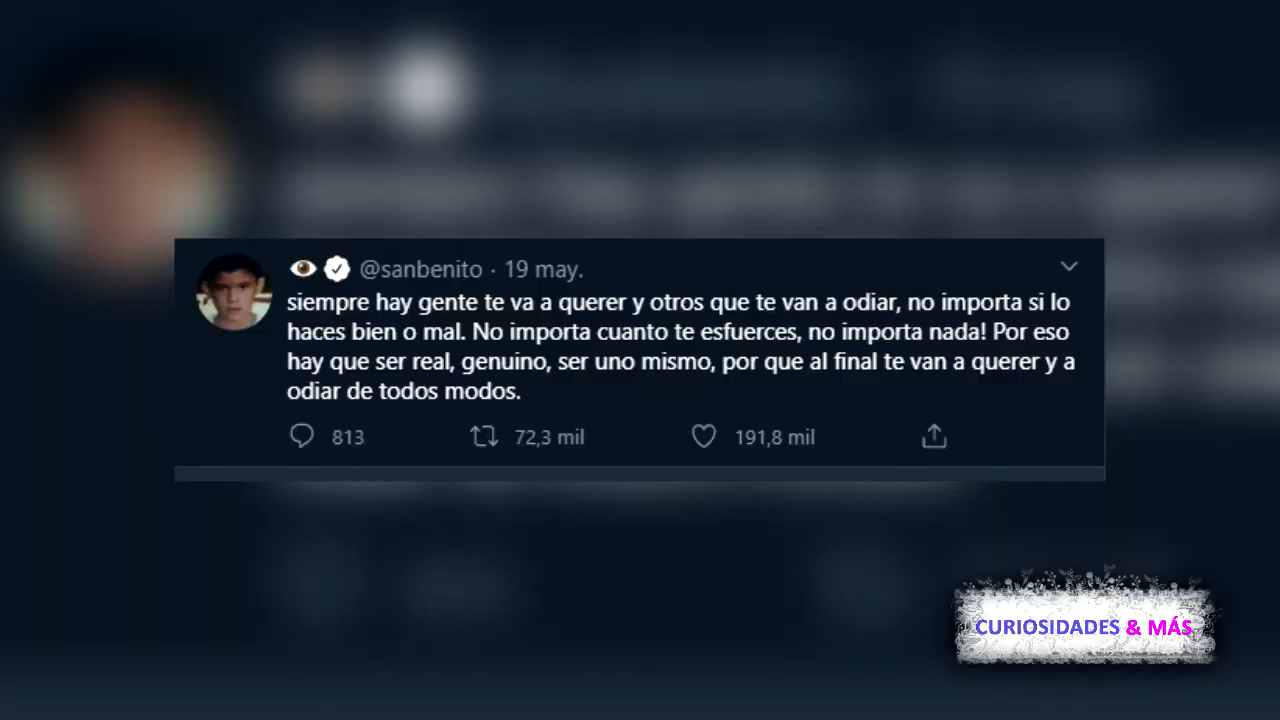 @sanbenito · 19 may.
siempre hay gente te va a querer y otros que te van a odiar, no importa si lo
haces bien o mal. No importa cuanto te esfuerces, no importa nada! Por eso
hay que ser real, genuino, ser uno mismo, por que al final te van a querer y a
odiar de todos modos.
813 72,3 mil 191,8 mil
CURIOSIDADES & MÁS